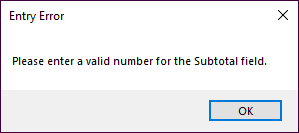 Entry Error
Please enter a valid number for the Subtotal field.
OK